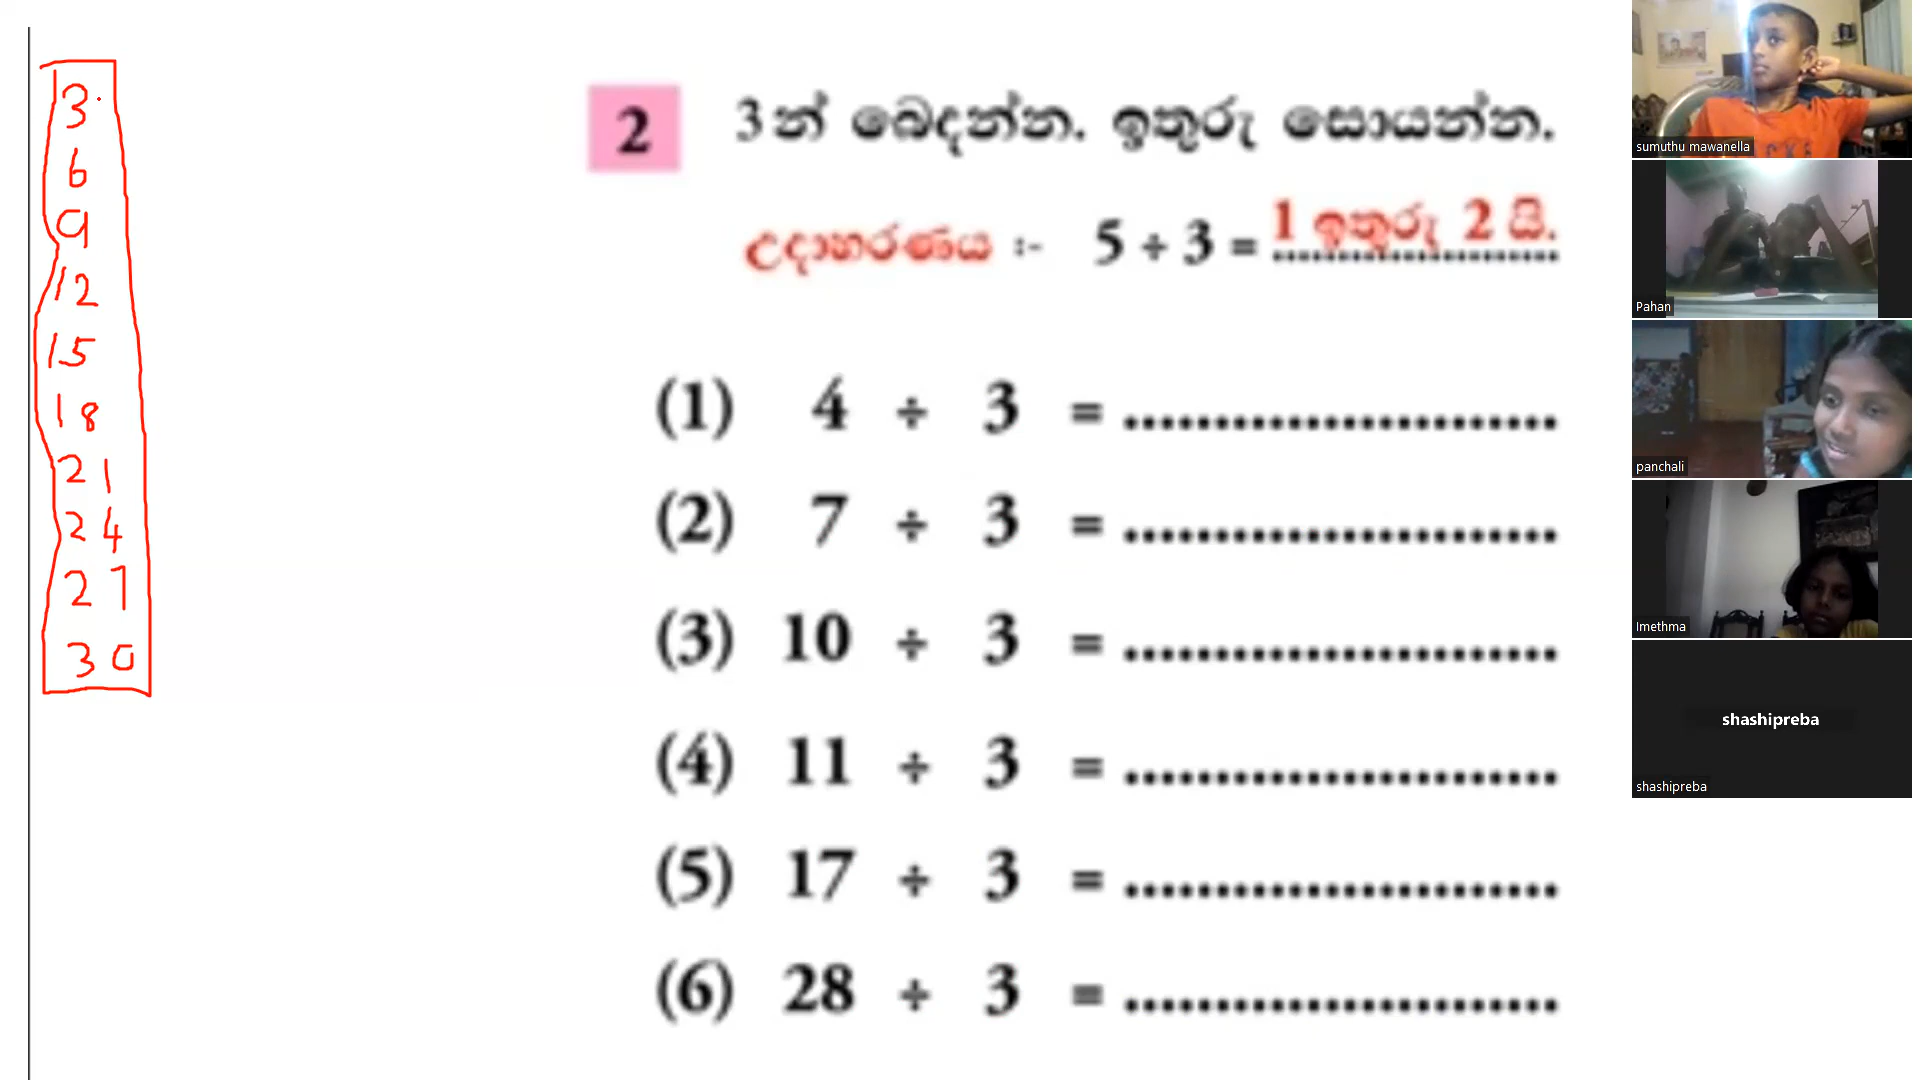 3
6
9
12
15
18
21
24
27
30
2 3න් බෙදන්න. ඉතුරු සොයන්න.
උදාහරණය :- 5 ÷ 3 = 1 ඉතුරු 2 යි.
(1) 4 ÷ 3 = ..............................
(2) 7 ÷ 3 = ..............................
(3) 10 ÷ 3 = ..............................
(4) 11 ÷ 3 = ..............................
(5) 17 ÷ 3 = ..............................
(6) 28 ÷ 3 = ..............................
sumuthu mawanella
Pahan
panchali
Imethma
shashipreba
shashipreba